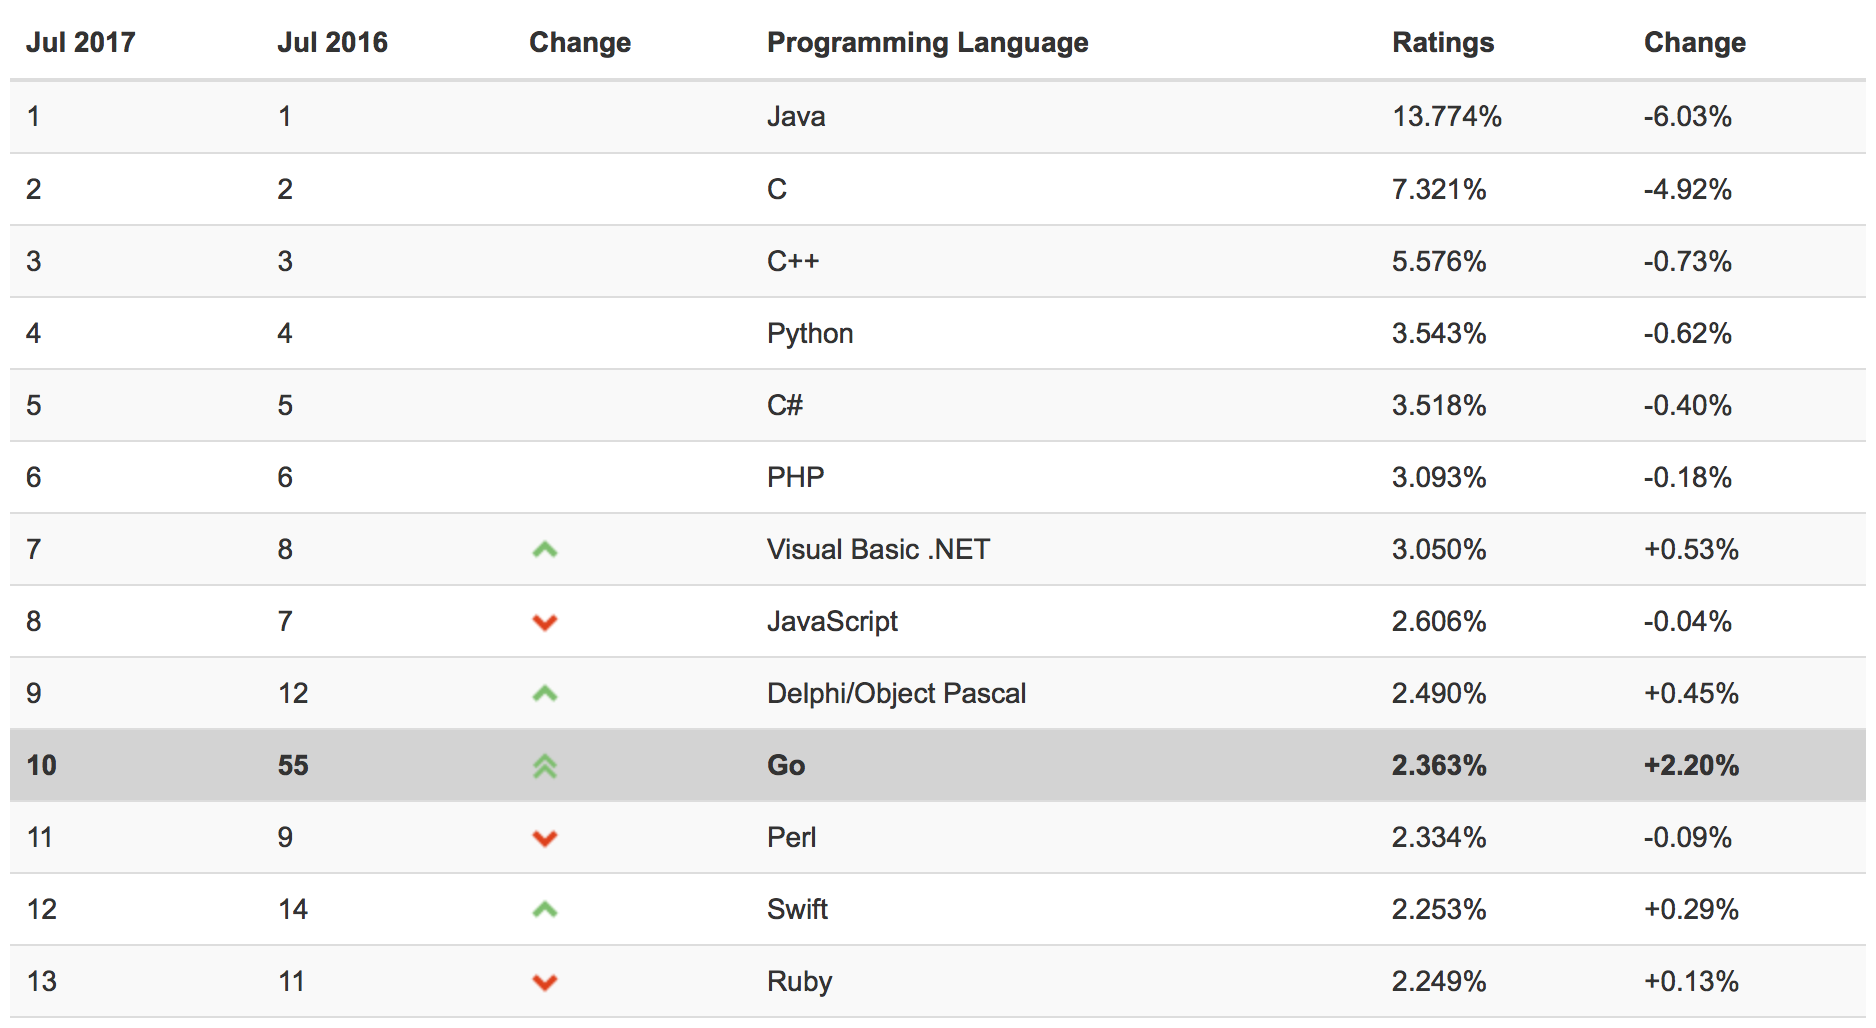 Jul 2017 Jul 2016 Change Programming Language Ratings Change
1 1 Java 13.774% -6.03%
2 2 C 7.321% -4.92%
3 3 C++ 5.576% -0.73%
4 4 Python 3.543% -0.62%
5 5 C# 3.518% -0.40%
6 6 PHP 3.093% -0.18%
7 8 Visual Basic .NET 3.050% +0.53%
8 7 JavaScript 2.606% -0.04%
9 12 Delphi/Object Pascal 2.490% +0.45%
10 55 Go 2.363% +2.20%
11 9 Perl 2.334% -0.09%
12 14 Swift 2.253% +0.29%
13 11 Ruby 2.249% +0.13%